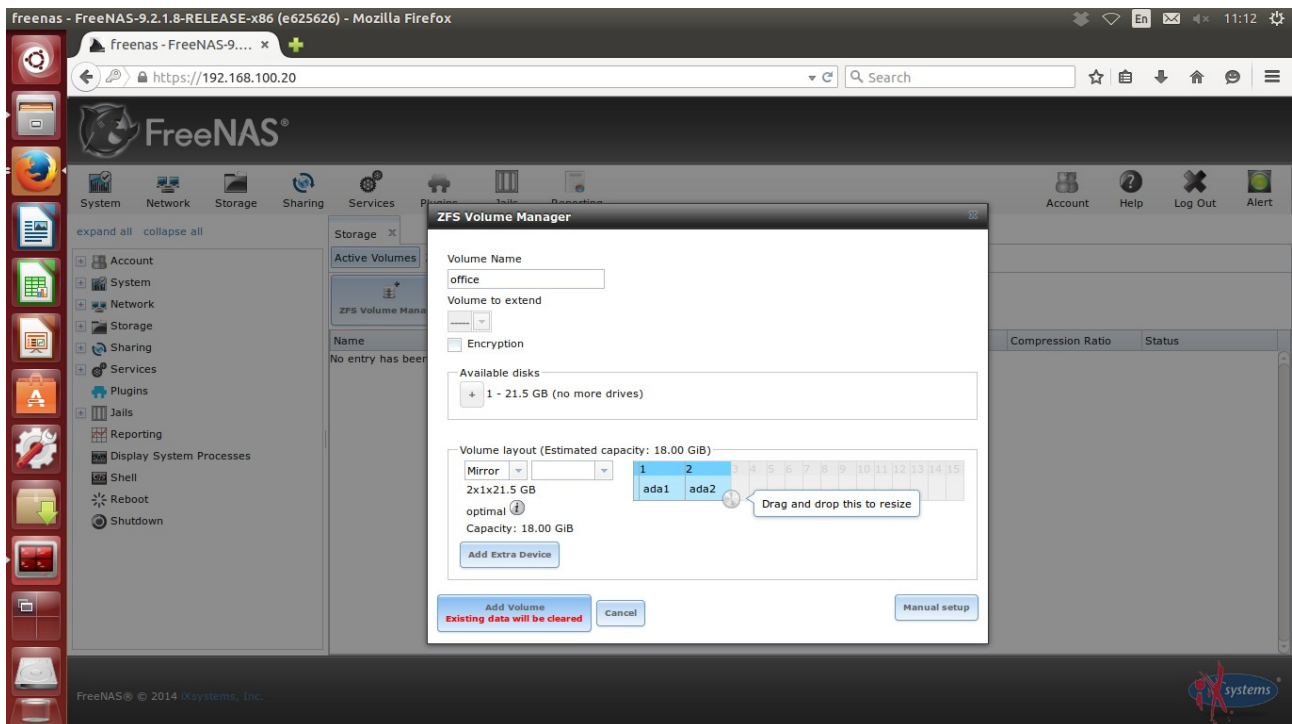 freenas - FreeNAS-9.2.1.8-RELEASE-x86 (e625626) - Mozilla Firefox
En
11:12
freenas - FreeNAS-9....
https://192.168.100.20
Search
FreeNAS®
System Network Storage Sharing Services Plugins Jails Reporting Account Help Log Out Alert
expand all collapse all
Account
System
Network
Storage
Sharing
Services
Plugins
Jails
Reporting
Display System Processes
Shell
Reboot
Shutdown
Storage
Active Volumes
ZFS Volume Mana
Name Compression Ratio Status
No entry has been
ZFS Volume Manager
Volume Name
office
Volume to extend
-----
Encryption
Available disks
+ 1 - 21.5 GB (no more drives)
Volume layout (Estimated capacity: 18.00 GiB)
Mirror
1 2 3 4 5 6 7 8 9 10 11 12 13 14 15
ada1 ada2
2x1x21.5 GB
Drag and drop this to resize
optimal
Capacity: 18.00 GiB
Add Extra Device
Add Volume
Existing data will be cleared
Cancel
Manual setup
FreeNAS® © 2014 iXsystems, Inc.
iXsystems